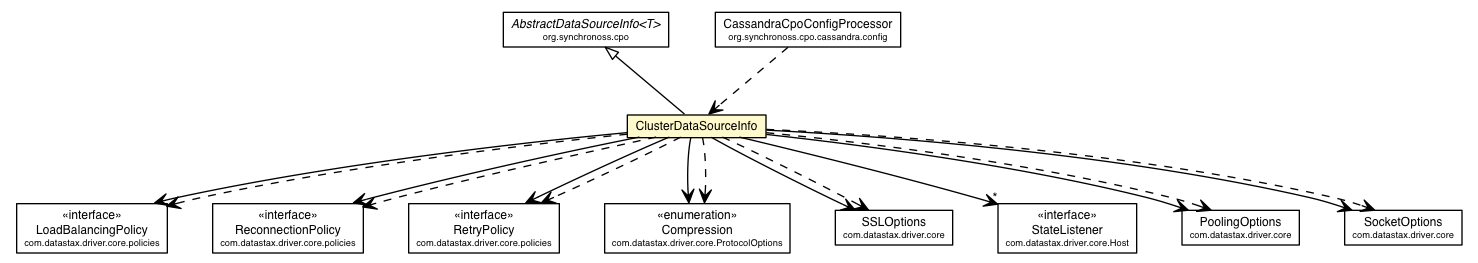 AbstractDataSourceInfo<T>
org.synchronoss.cpo
CassandraCpoConfigProcessor
org.synchronoss.cpo.cassandra.config
ClusterDataSourceInfo
*
«interface»
LoadBalancingPolicy
com.datastax.driver.core.policies
«interface»
ReconnectionPolicy
com.datastax.driver.core.policies
«interface»
RetryPolicy
com.datastax.driver.core.policies
«enumeration»
Compression
com.datastax.driver.core.ProtocolOptions
SSLOptions
com.datastax.driver.core
«interface»
StateListener
com.datastax.driver.core.Host
PoolingOptions
com.datastax.driver.core
SocketOptions
com.datastax.driver.core